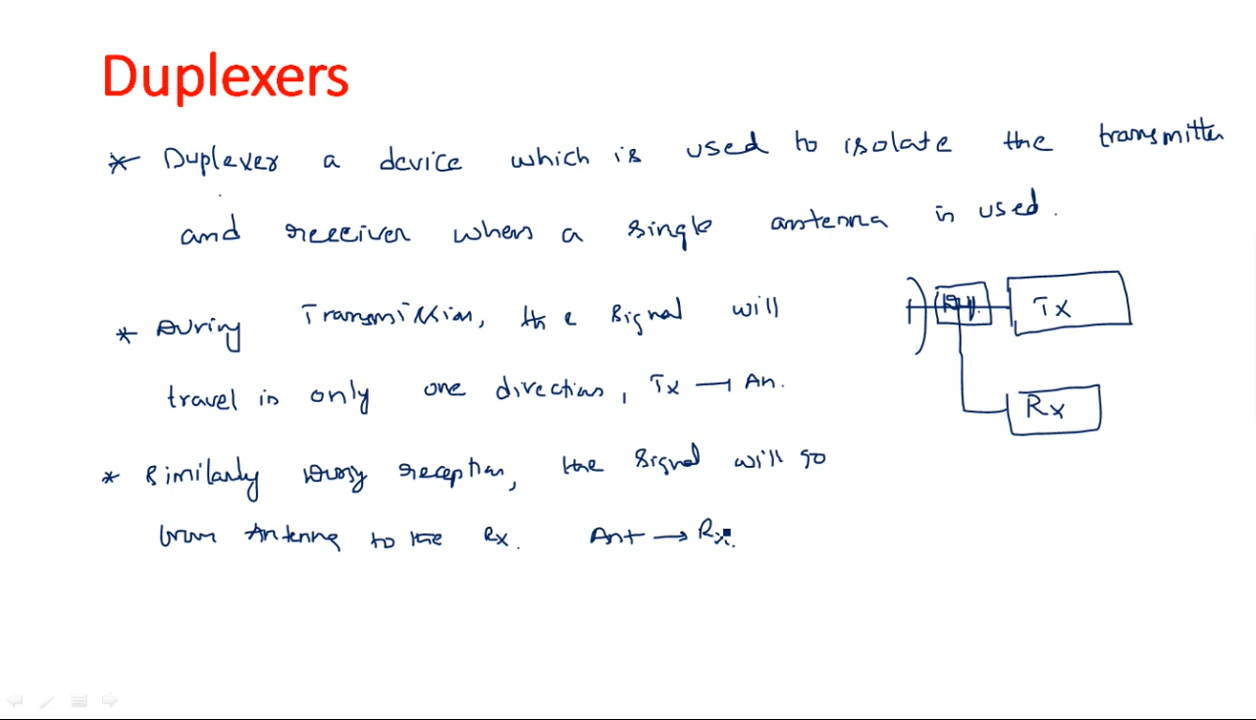 Duplexers
* Duplexer a device which is used to isolate the transmitter
and receiver when a single antenna is used.
* During Transmission, the signal will
travel in only one direction, Tx → An.
* Similarly during reception, the signal will go
from Antenna to the Rx. Ant → Rx.
Dup.
Tx
Rx